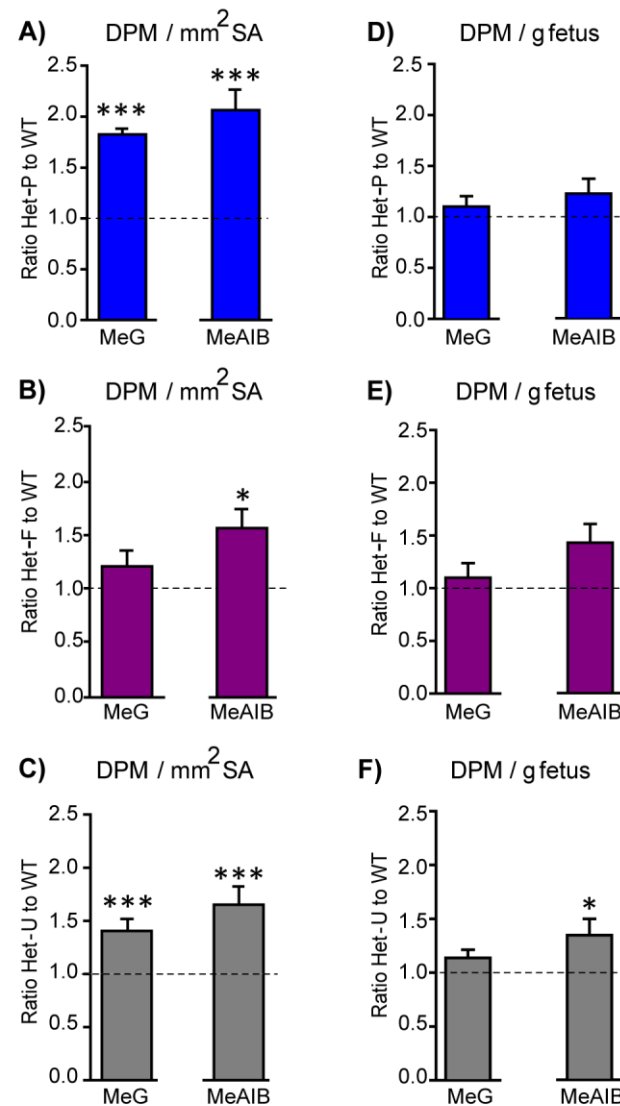 A) DPM / mm² SA
Ratio Het-P to WT
2.5
2.0
1.5
1.0
0.5
0.0
***
***
MeG MeAIB
D) DPM / g fetus
Ratio Het-P to WT
2.5
2.0
1.5
1.0
0.5
0.0
MeG MeAIB
B) DPM / mm² SA
Ratio Het-F to WT
2.5
2.0
1.5
1.0
0.5
0.0
*
MeG MeAIB
E) DPM / g fetus
Ratio Het-F to WT
2.5
2.0
1.5
1.0
0.5
0.0
MeG MeAIB
C) DPM / mm² SA
Ratio Het-U to WT
2.5
2.0
1.5
1.0
0.5
0.0
***
***
MeG MeAIB
F) DPM / g fetus
Ratio Het-U to WT
2.5
2.0
1.5
1.0
0.5
0.0
*
MeG MeAIB